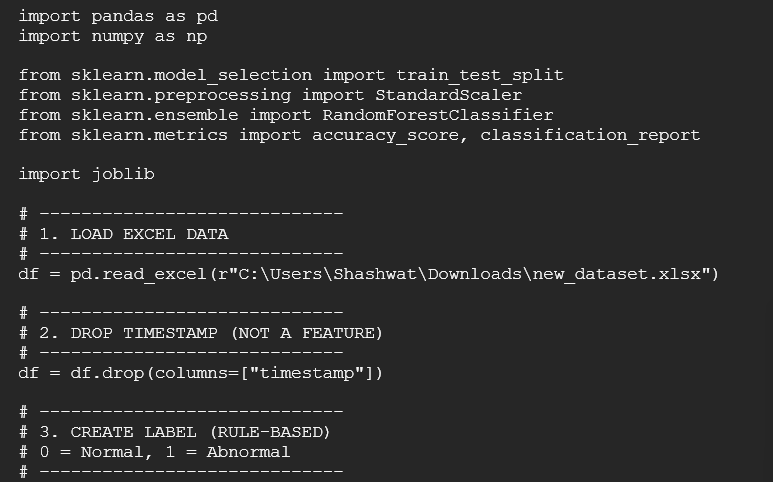 import pandas as pd
import numpy as np
from sklearn.model_selection import train_test_split
from sklearn.preprocessing import StandardScaler
from sklearn.ensemble import RandomForestClassifier
from sklearn.metrics import accuracy_score, classification_report
import joblib
# -----------------------------
# 1. LOAD EXCEL DATA
# -----------------------------
df = pd.read_excel(r"C:\Users\Shashwat\Downloads\new_dataset.xlsx")
# -----------------------------
# 2. DROP TIMESTAMP (NOT A FEATURE)
# -----------------------------
df = df.drop(columns=["timestamp"])
# -----------------------------
# 3. CREATE LABEL (RULE-BASED)
# 0 = Normal, 1 = Abnormal
# -----------------------------